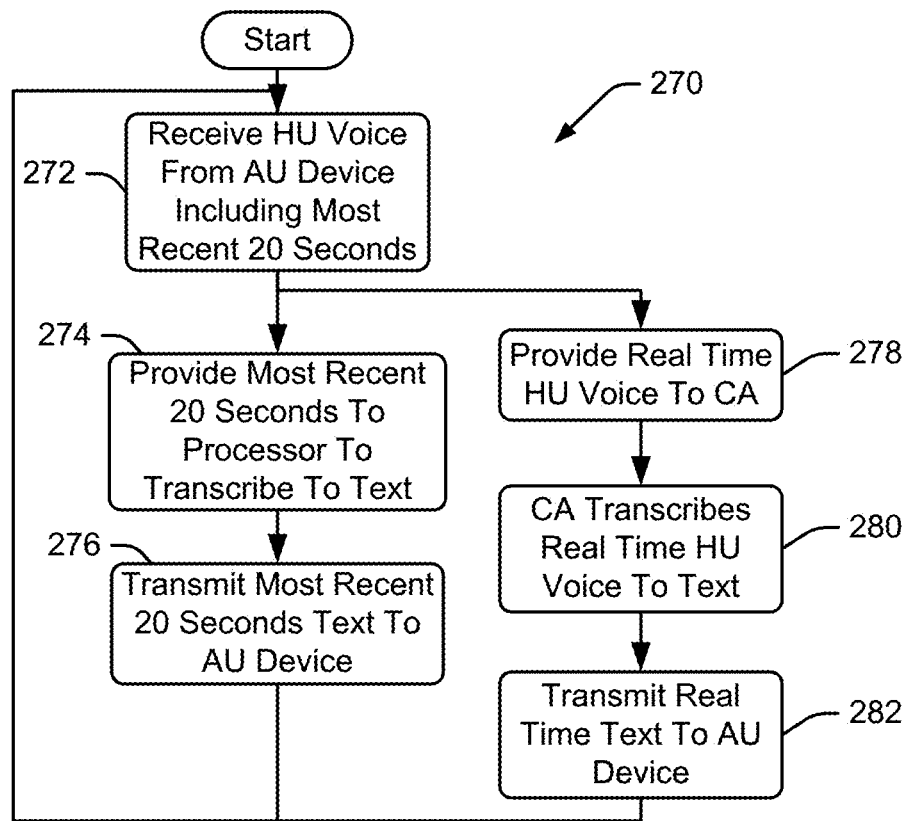 Start
270
272
Receive HU Voice
From AU Device
Including Most
Recent 20 Seconds
274
Provide Most Recent
20 Seconds To
Processor To
Transcribe To Text
276
Transmit Most Recent
20 Seconds Text To
AU Device
Provide Real Time
HU Voice To CA
278
CA Transcribes
Real Time HU
Voice To Text
280
Transmit Real
Time Text To AU
Device
282